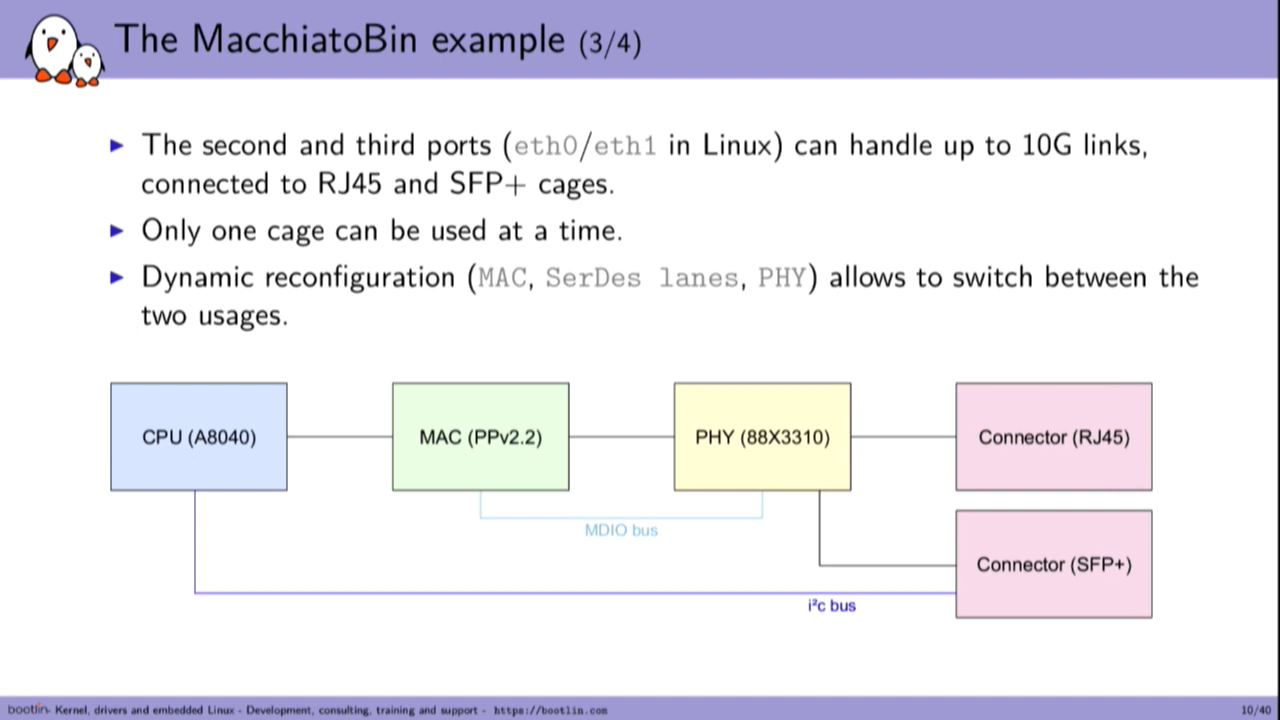 The MacchiatoBin example (3/4)
▶ The second and third ports (eth0/eth1 in Linux) can handle up to 10G links,
connected to RJ45 and SFP+ cages.
▶ Only one cage can be used at a time.
▶ Dynamic reconfiguration (MAC, SerDes lanes, PHY) allows to switch between the
two usages.
CPU (A8040)
MAC (PPv2.2)
PHY (88X3310)
Connector (RJ45)
MDIO bus
Connector (SFP+)
i²c bus
bootlin - Kernel, drivers and embedded Linux - Development, consulting, training and support - https://bootlin.com
10/40